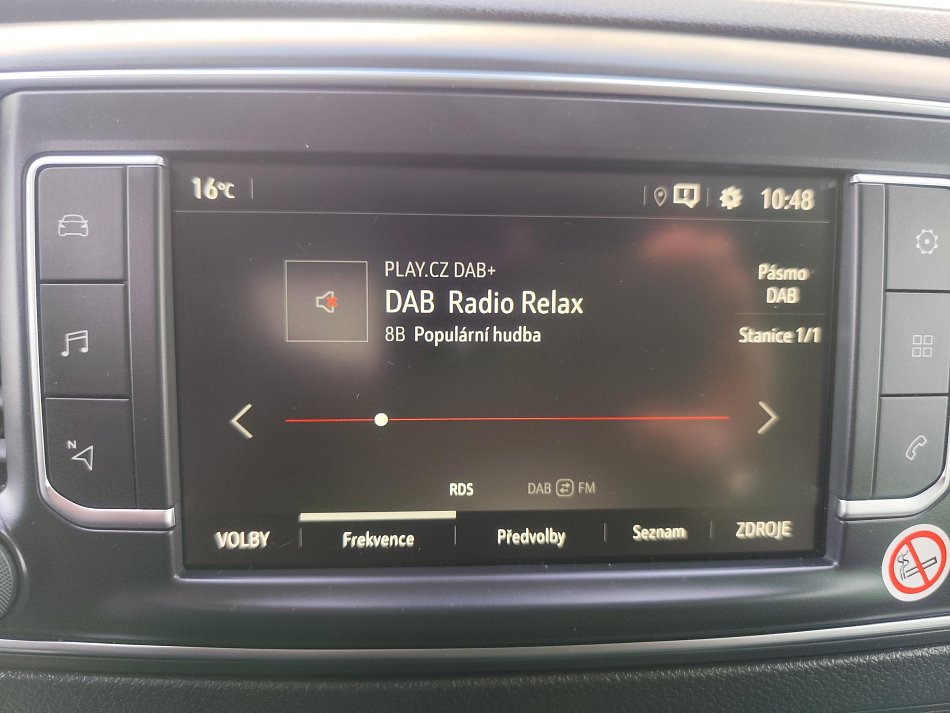 16°C
10:48
PLAY.CZ DAB+
DAB Radio Relax
8B Populární hudba
Pásmo
DAB
Stanice 1/1
N
RDS
DAB FM
VOLBY
Frekvence
Předvolby
Seznam
ZDROJE